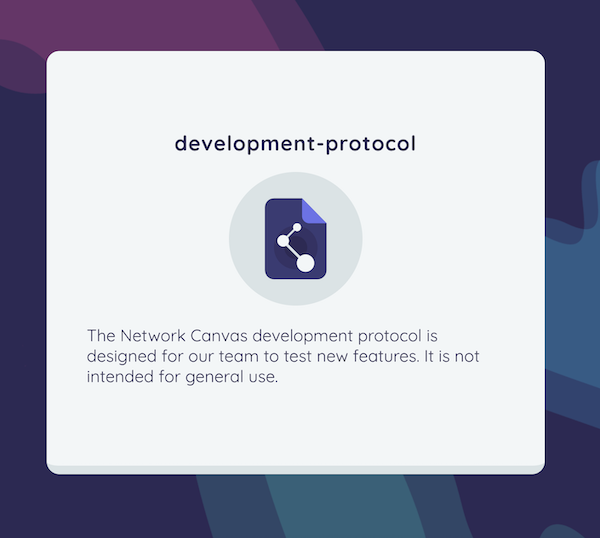 development-protocol
The Network Canvas development protocol is
designed for our team to test new features. It is not
intended for general use.